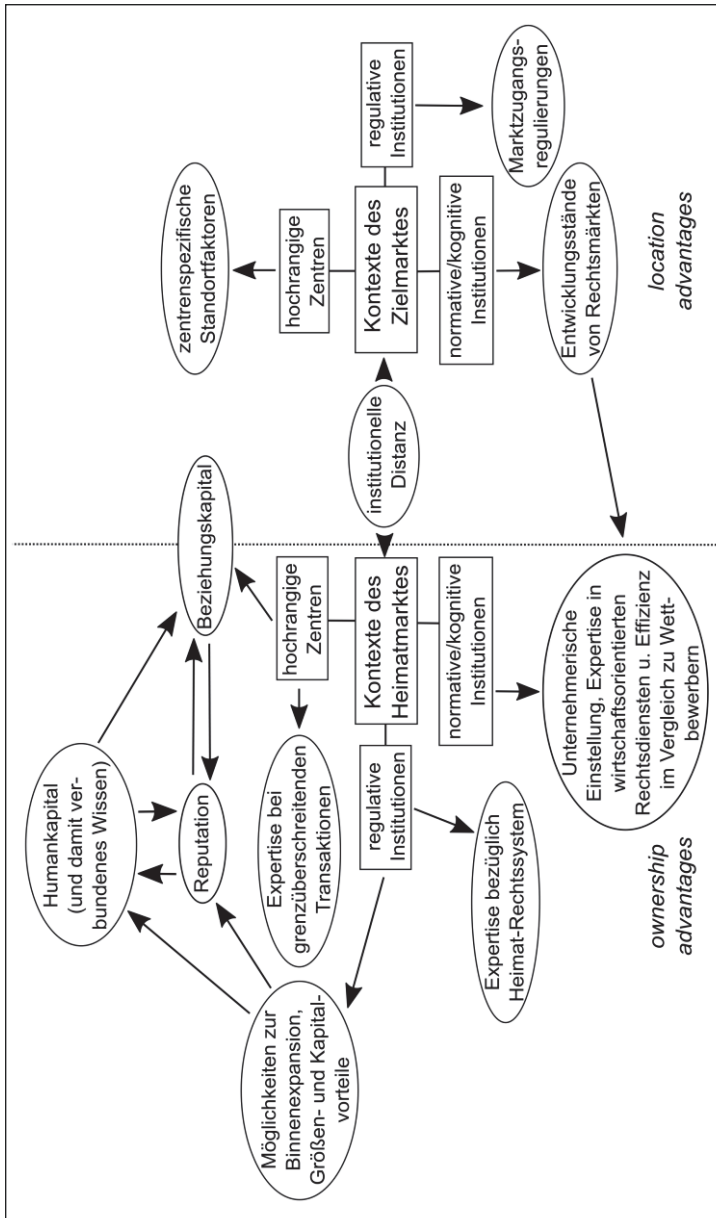 Möglichkeiten zur
Binnenexpansion,
Größen- und Kapital-
vorteile
Humankapital
(und damit ver-
bundenes Wissen)
Reputation
Beziehungskapital
Expertise bei
grenzüberschreitenden
Transaktionen
hochrangige
Zentren
regulative
Institutionen
Kontexte des
Heimatmarktes
normative/kognitive
Institutionen
Expertise bezüglich
Heimat-Rechtssystem
Unternehmerische
Einstellung, Expertise in
wirtschaftsorientierten
Rechtsdiensten u. Effizienz
im Vergleich zu Wett-
bewerbern
ownership
advantages
institutionelle
Distanz
zentrenspezifische
Standortfaktoren
hochrangige
Zentren
Kontexte des
Zielmarktes
regulative
Institutionen
normative/kognitive
Institutionen
Marktzugangs-
regulierungen
Entwicklungsstände
von Rechtsmärkten
location
advantages